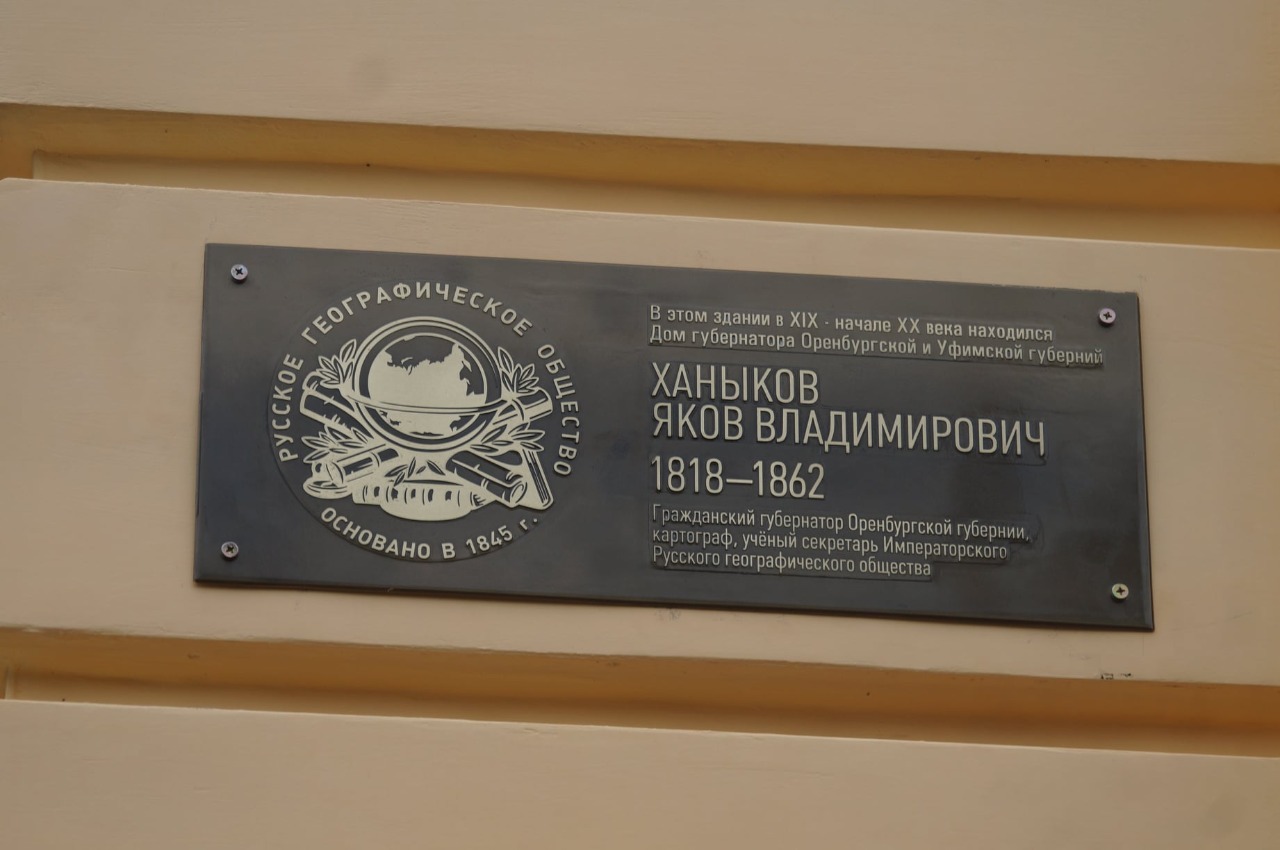 РУССКОЕ ГЕОГРАФИЧЕСКОЕ ОБЩЕСТВО
ОСНОВАНО В 1845 г.
В этом здании в XIX - начале XX века находился
Дом губернатора Оренбургской и Уфимской губерний
ХАНЫКОВ
ЯКОВ ВЛАДИМИРОВИЧ
1818—1862
Гражданский губернатор Оренбургской губернии,
картограф, учёный секретарь Императорского
Русского географического общества